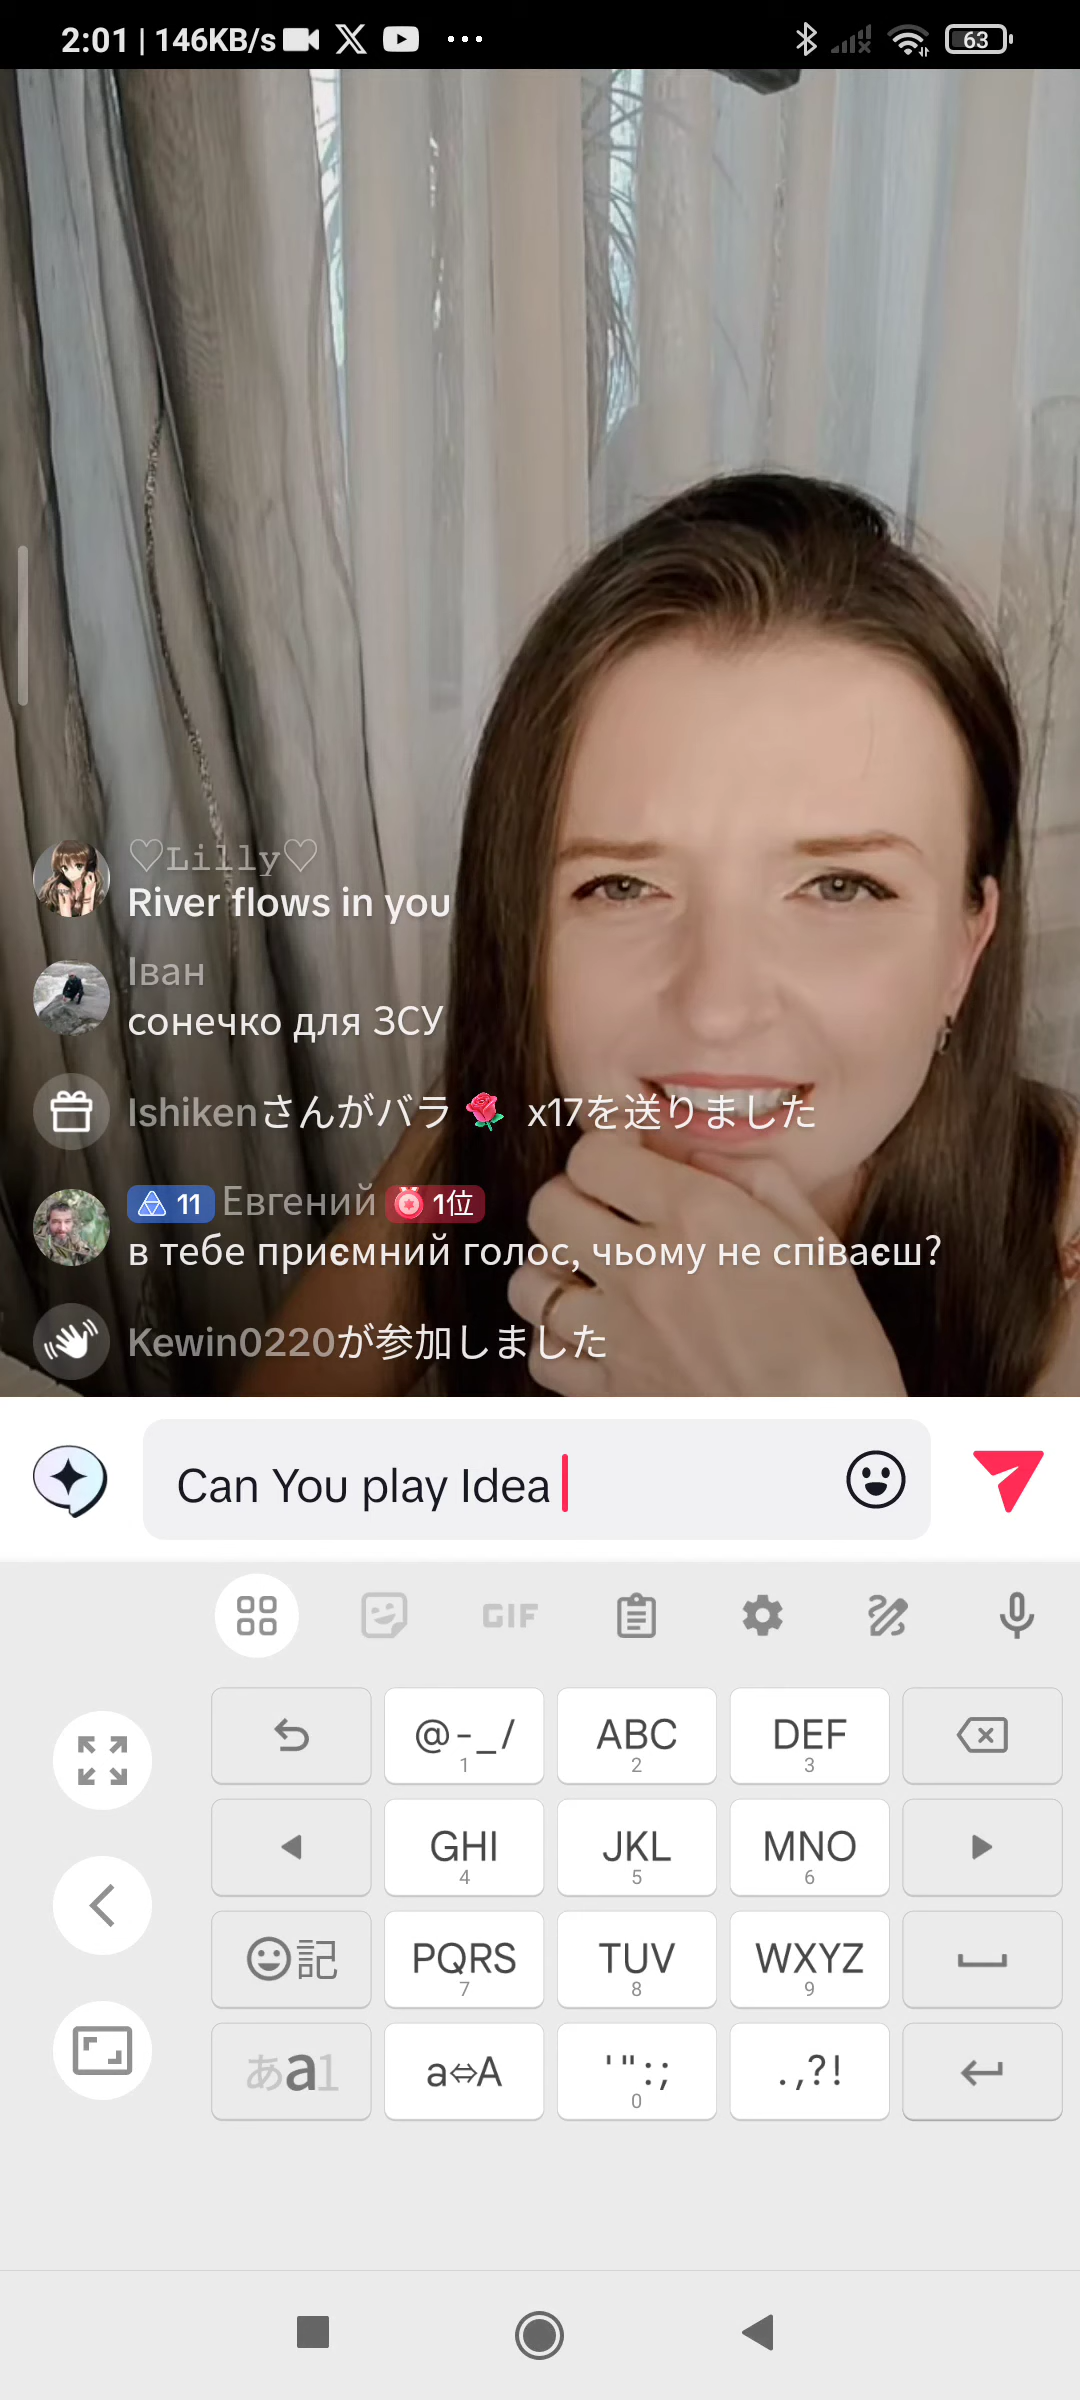 2:01 | 146KB/s
63
♡Lilly♡
River flows in you
Іван
сонечко для ЗСУ
Ishikenさんがバラ 🌹 x17を送りました
11 Евгений 1位
в тебе приємний голос, чьому не співаєш?
Kewin0220が参加しました
Can You play Idea
GIF
@-_/ 1
ABC 2
DEF 3
GHI 4
JKL 5
MNO 6
記
PQRS 7
TUV 8
WXYZ 9
あa1
a⇔A
'":; 0
.,?!